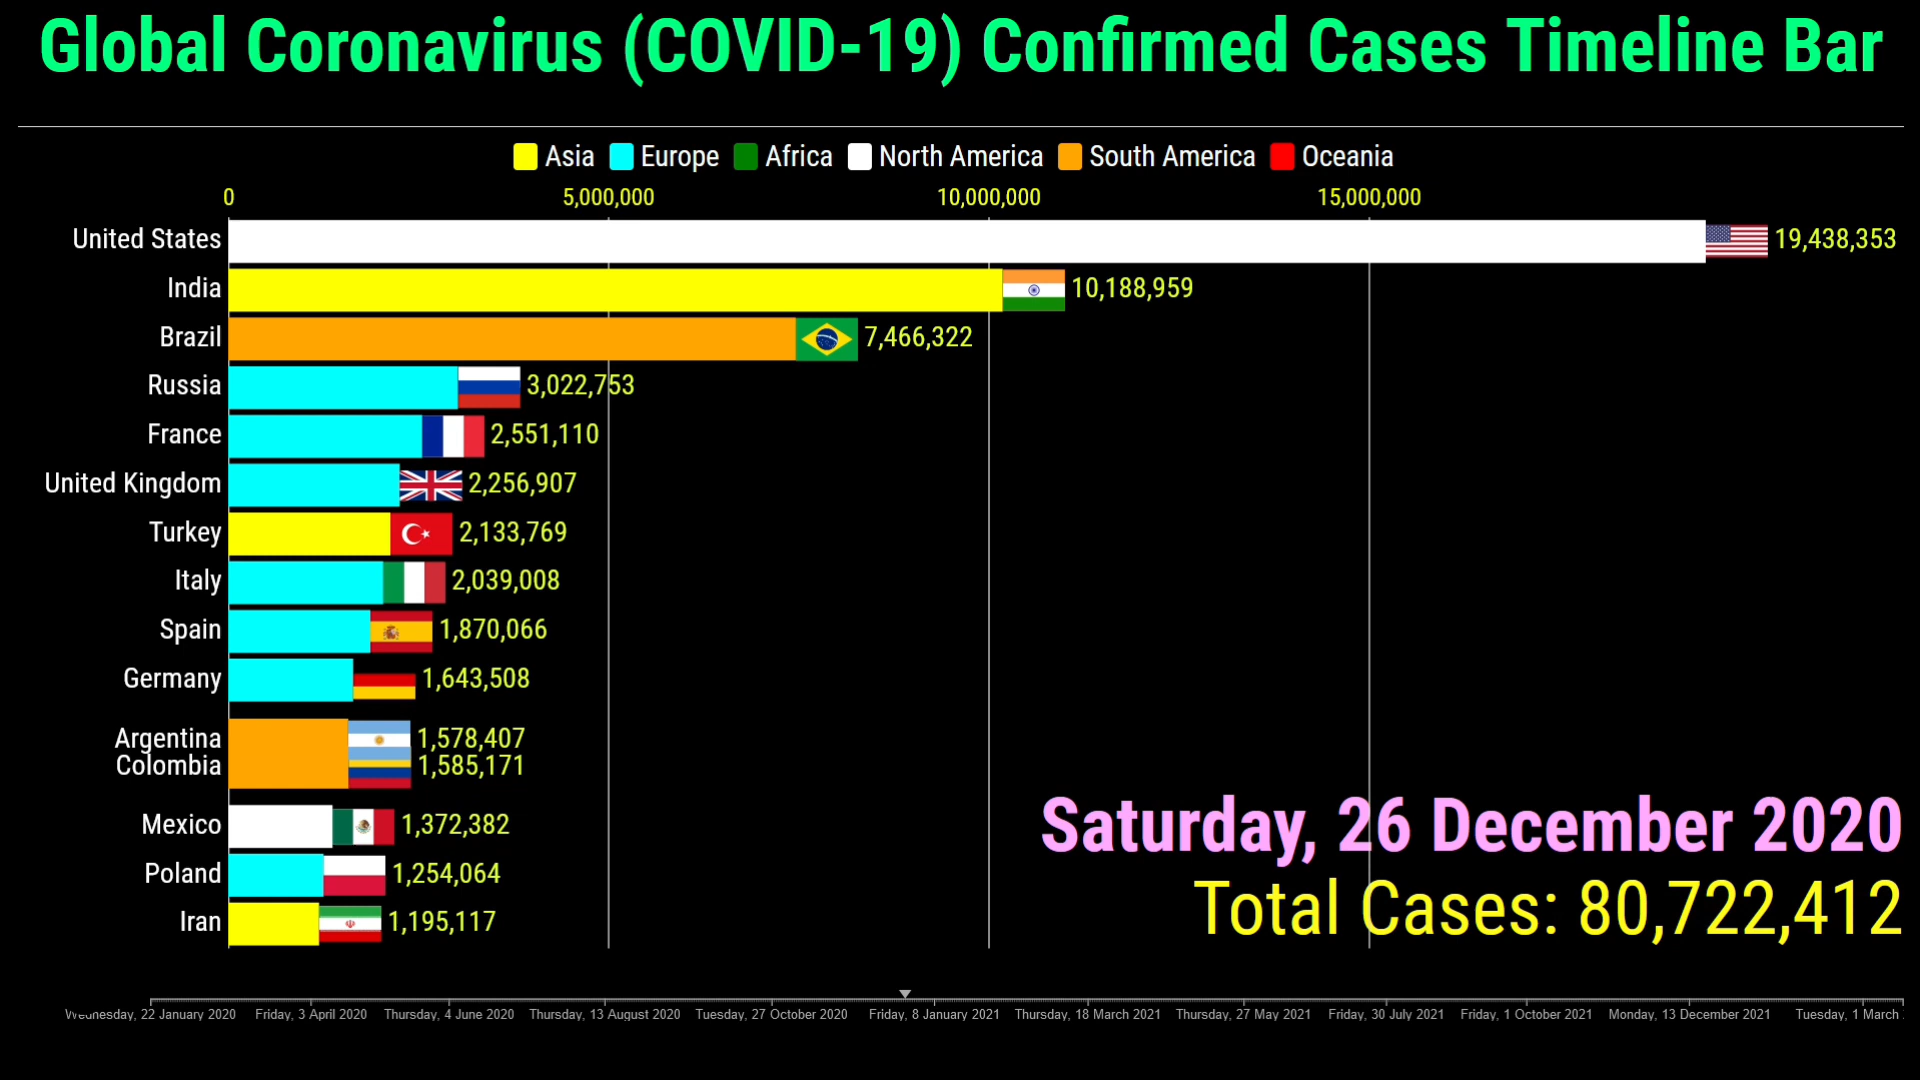 Global Coronavirus (COVID-19) Confirmed Cases Timeline Bar
Asia Europe Africa North America South America Oceania
0 5,000,000 10,000,000 15,000,000
United States 19,438,353
India 10,188,959
Brazil 7,466,322
Russia 3,022,753
France 2,551,110
United Kingdom 2,256,907
Turkey 2,133,769
Italy 2,039,008
Spain 1,870,066
Germany 1,643,508
Argentina 1,578,407
Colombia 1,585,171
Mexico 1,372,382
Poland 1,254,064
Iran 1,195,117
Saturday, 26 December 2020
Total Cases: 80,722,412
Wednesday, 22 January 2020 Friday, 3 April 2020 Thursday, 4 June 2020 Thursday, 13 August 2020 Tuesday, 27 October 2020 Friday, 8 January 2021 Thursday, 18 March 2021 Thursday, 27 May 2021 Friday, 30 July 2021 Friday, 1 October 2021 Monday, 13 December 2021 Tuesday, 1 March